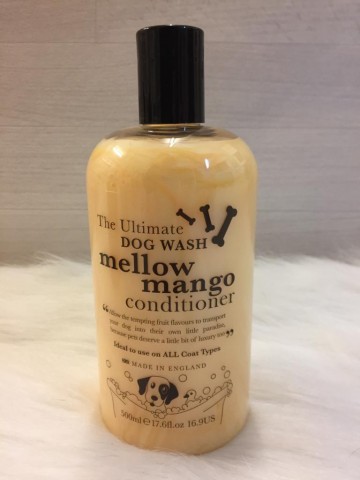 The Ultimate
DOG WASH
mellow
mango
conditioner
“Allow the tempting fruit flavours to transport
your dog into their own little paradise,
because pets deserve a little bit of luxury too”
Ideal to use on ALL Coat Types
MADE IN ENGLAND
500ml e 17.6fl.oz 16.9US